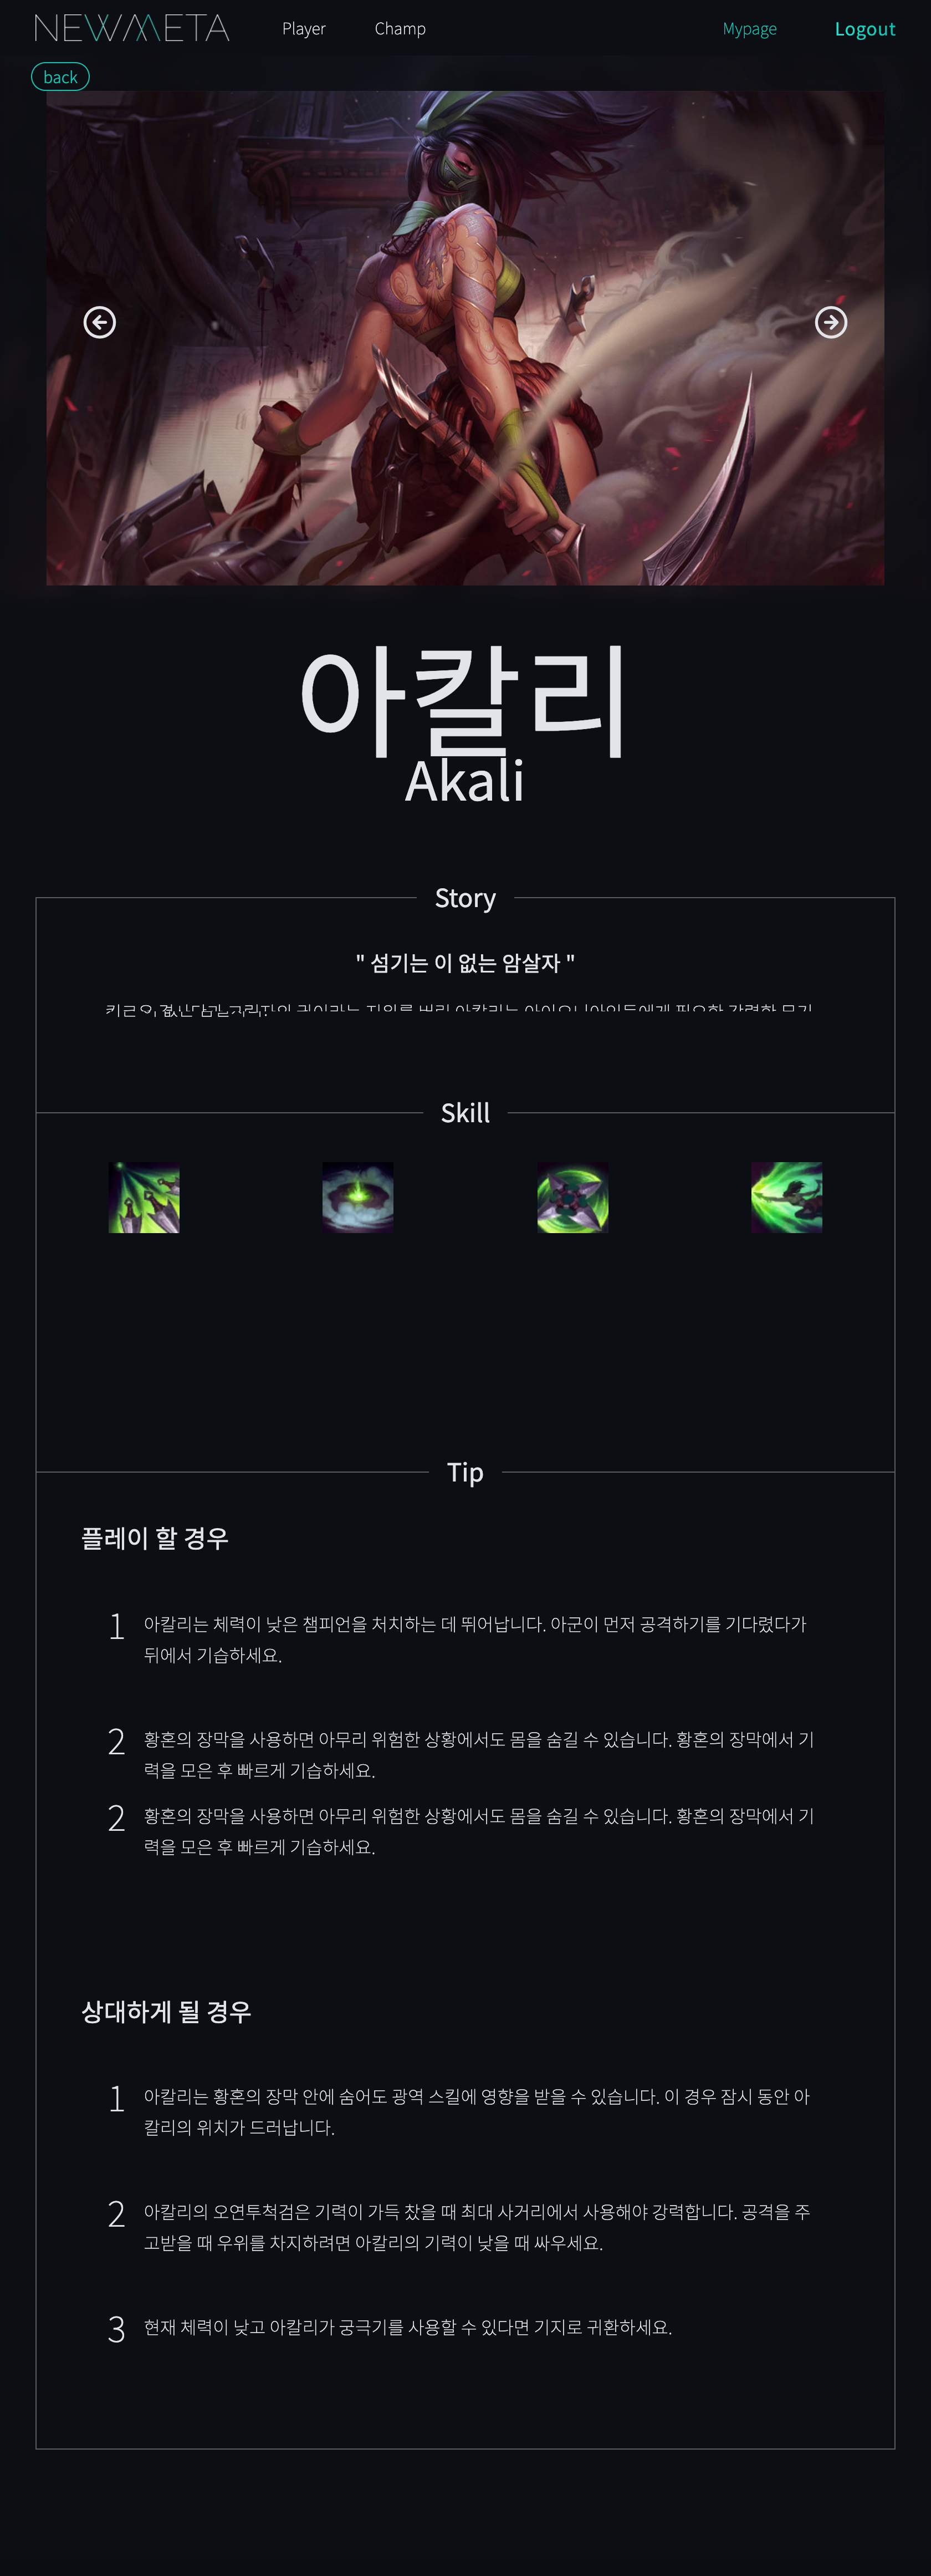 NEWMETA
Player
Champ
Mypage
Logout
back
아칼리
Akali
Story
" 섬기는 이 없는 암살자 "
Skill
Tip
플레이 할 경우
1
아칼리는 체력이 낮은 챔피언을 처치하는 데 뛰어납니다. 아군이 먼저 공격하기를 기다렸다가
뒤에서 기습하세요.
2
황혼의 장막을 사용하면 아무리 위험한 상황에서도 몸을 숨길 수 있습니다. 황혼의 장막에서 기
력을 모은 후 빠르게 기습하세요.
2
황혼의 장막을 사용하면 아무리 위험한 상황에서도 몸을 숨길 수 있습니다. 황혼의 장막에서 기
력을 모은 후 빠르게 기습하세요.
상대하게 될 경우
1
아칼리는 황혼의 장막 안에 숨어도 광역 스킬에 영향을 받을 수 있습니다. 이 경우 잠시 동안 아
칼리의 위치가 드러납니다.
2
아칼리의 오연투척검은 기력이 가득 찼을 때 최대 사거리에서 사용해야 강력합니다. 공격을 주
고받을 때 우위를 차지하려면 아칼리의 기력이 낮을 때 싸우세요.
3
현재 체력이 낮고 아칼리가 궁극기를 사용할 수 있다면 기지로 귀환하세요.